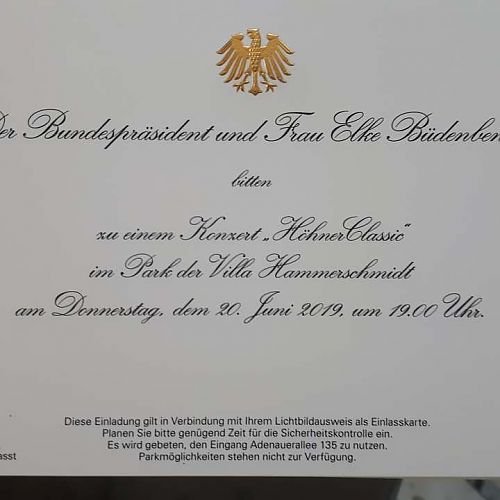 Der Bundespräsident und Frau Elke Büdenben
bitten
zu einem Konzert „HöhnerClassic“
im Park der Villa Hammerschmidt
am Donnerstag, dem 20. Juni 2019, um 19.00 Uhr.
Diese Einladung gilt in Verbindung mit Ihrem Lichtbildausweis als Einlasskarte.
Planen Sie bitte genügend Zeit für die Sicherheitskontrolle ein.
Es wird gebeten, den Eingang Adenauerallee 135 zu nutzen.
Parkmöglichkeiten stehen nicht zur Verfügung.
asst